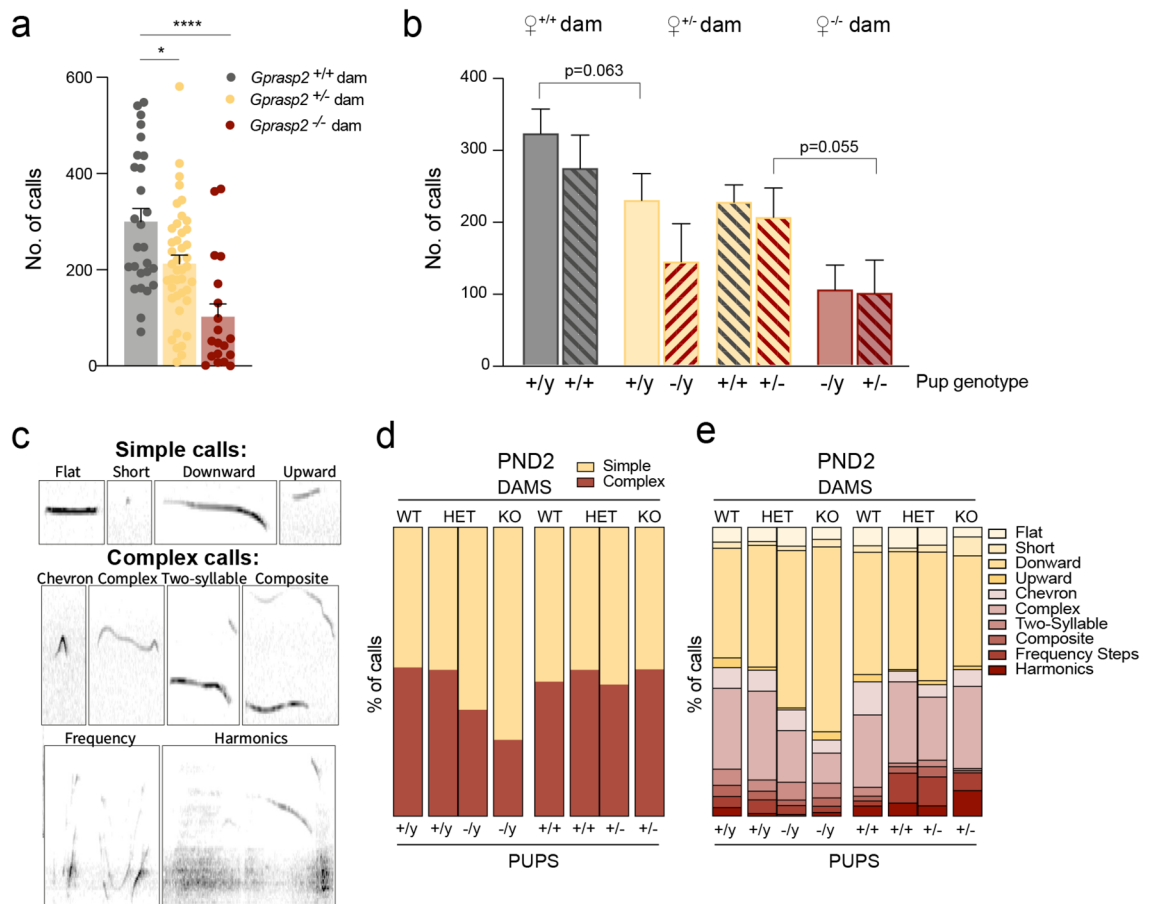 a
****
*
600
400
200
0
No. of calls
Gprasp2 +/+ dam
Gprasp2 +/- dam
Gprasp2 -/- dam
b
♀+/+ dam
♀+/- dam
♀-/- dam
400
300
200
100
0
No. of calls
p=0.063
p=0.055
+/y +/+ +/y -/y +/+ +/- -/y +/- Pup genotype
c
Simple calls:
Flat Short Downward Upward
Complex calls:
Chevron Complex Two-syllable Composite
Frequency Harmonics
d
PND2
DAMS
Simple
Complex
WT HET KO WT HET KO
% of calls
+/y +/y -/y -/y +/+ +/+ +/- +/-
PUPS
e
PND2
DAMS
WT HET KO WT HET KO
% of calls
Flat
Short
Donward
Upward
Chevron
Complex
Two-Syllable
Composite
Frequency Steps
Harmonics
+/y +/y -/y -/y +/+ +/+ +/- +/-
PUPS